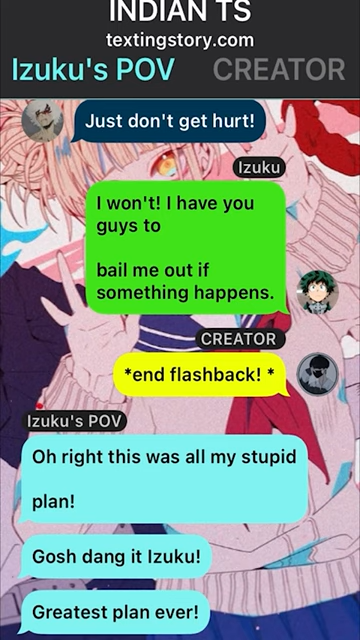 INDIAN TS
textingstory.com
Izuku's POV CREATOR
Just don't get hurt!
Izuku
I won't! I have you
guys to
bail me out if
something happens.
CREATOR
*end flashback! *
Izuku's POV
Oh right this was all my stupid
plan!
Gosh dang it Izuku!
Greatest plan ever!